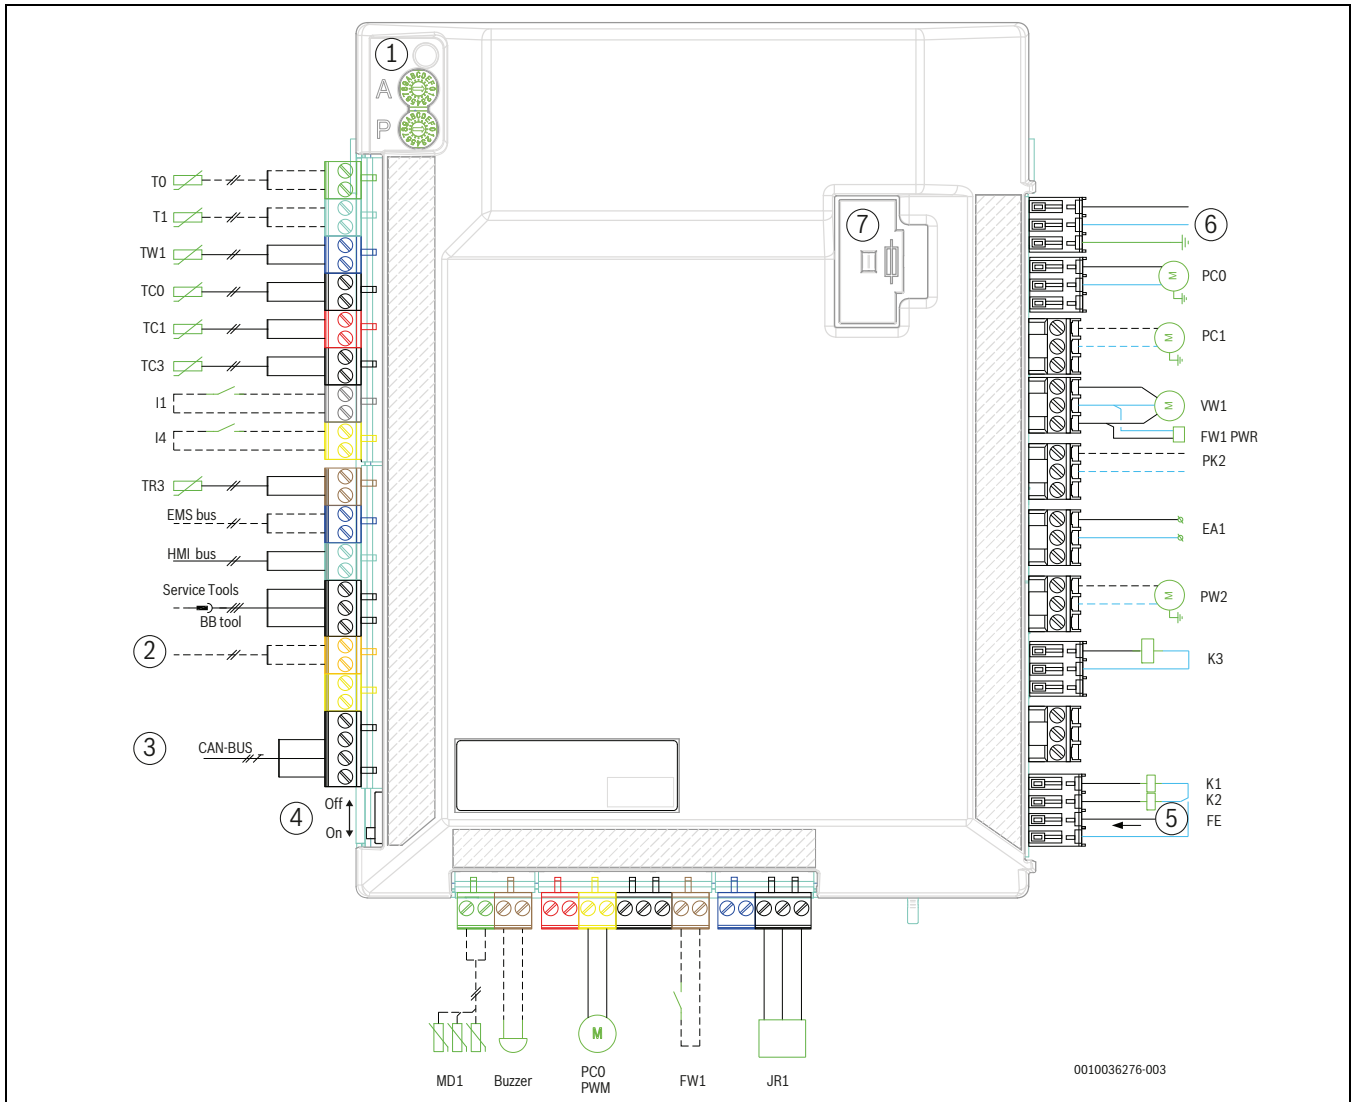 1
A
P
T0
T1
TW1
TC0
TC1
TC3
I1
I4
TR3
EMS bus
HMI bus
Service Tools
BB tool
2
3
CAN-BUS
4
Off
On
7
6
PC0
M
PC1
M
VW1
M
FW1 PWR
PK2
EA1
PW2
M
K3
K1
K2
FE
5
MD1
Buzzer
M
PC0
PWM
FW1
JR1
0010036276-003